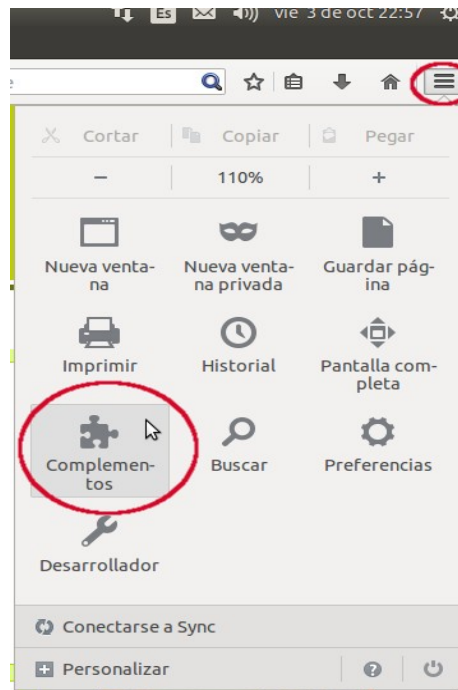 Es vie 3 de oct 22:57
Cortar Copiar Pegar
− 110% +
Nueva venta-
na
Nueva venta-
na privada
Guardar pág-
ina
Imprimir
Historial
Pantalla com-
pleta
Complemen-
tos
Buscar
Preferencias
Desarrollador
Conectarse a Sync
Personalizar